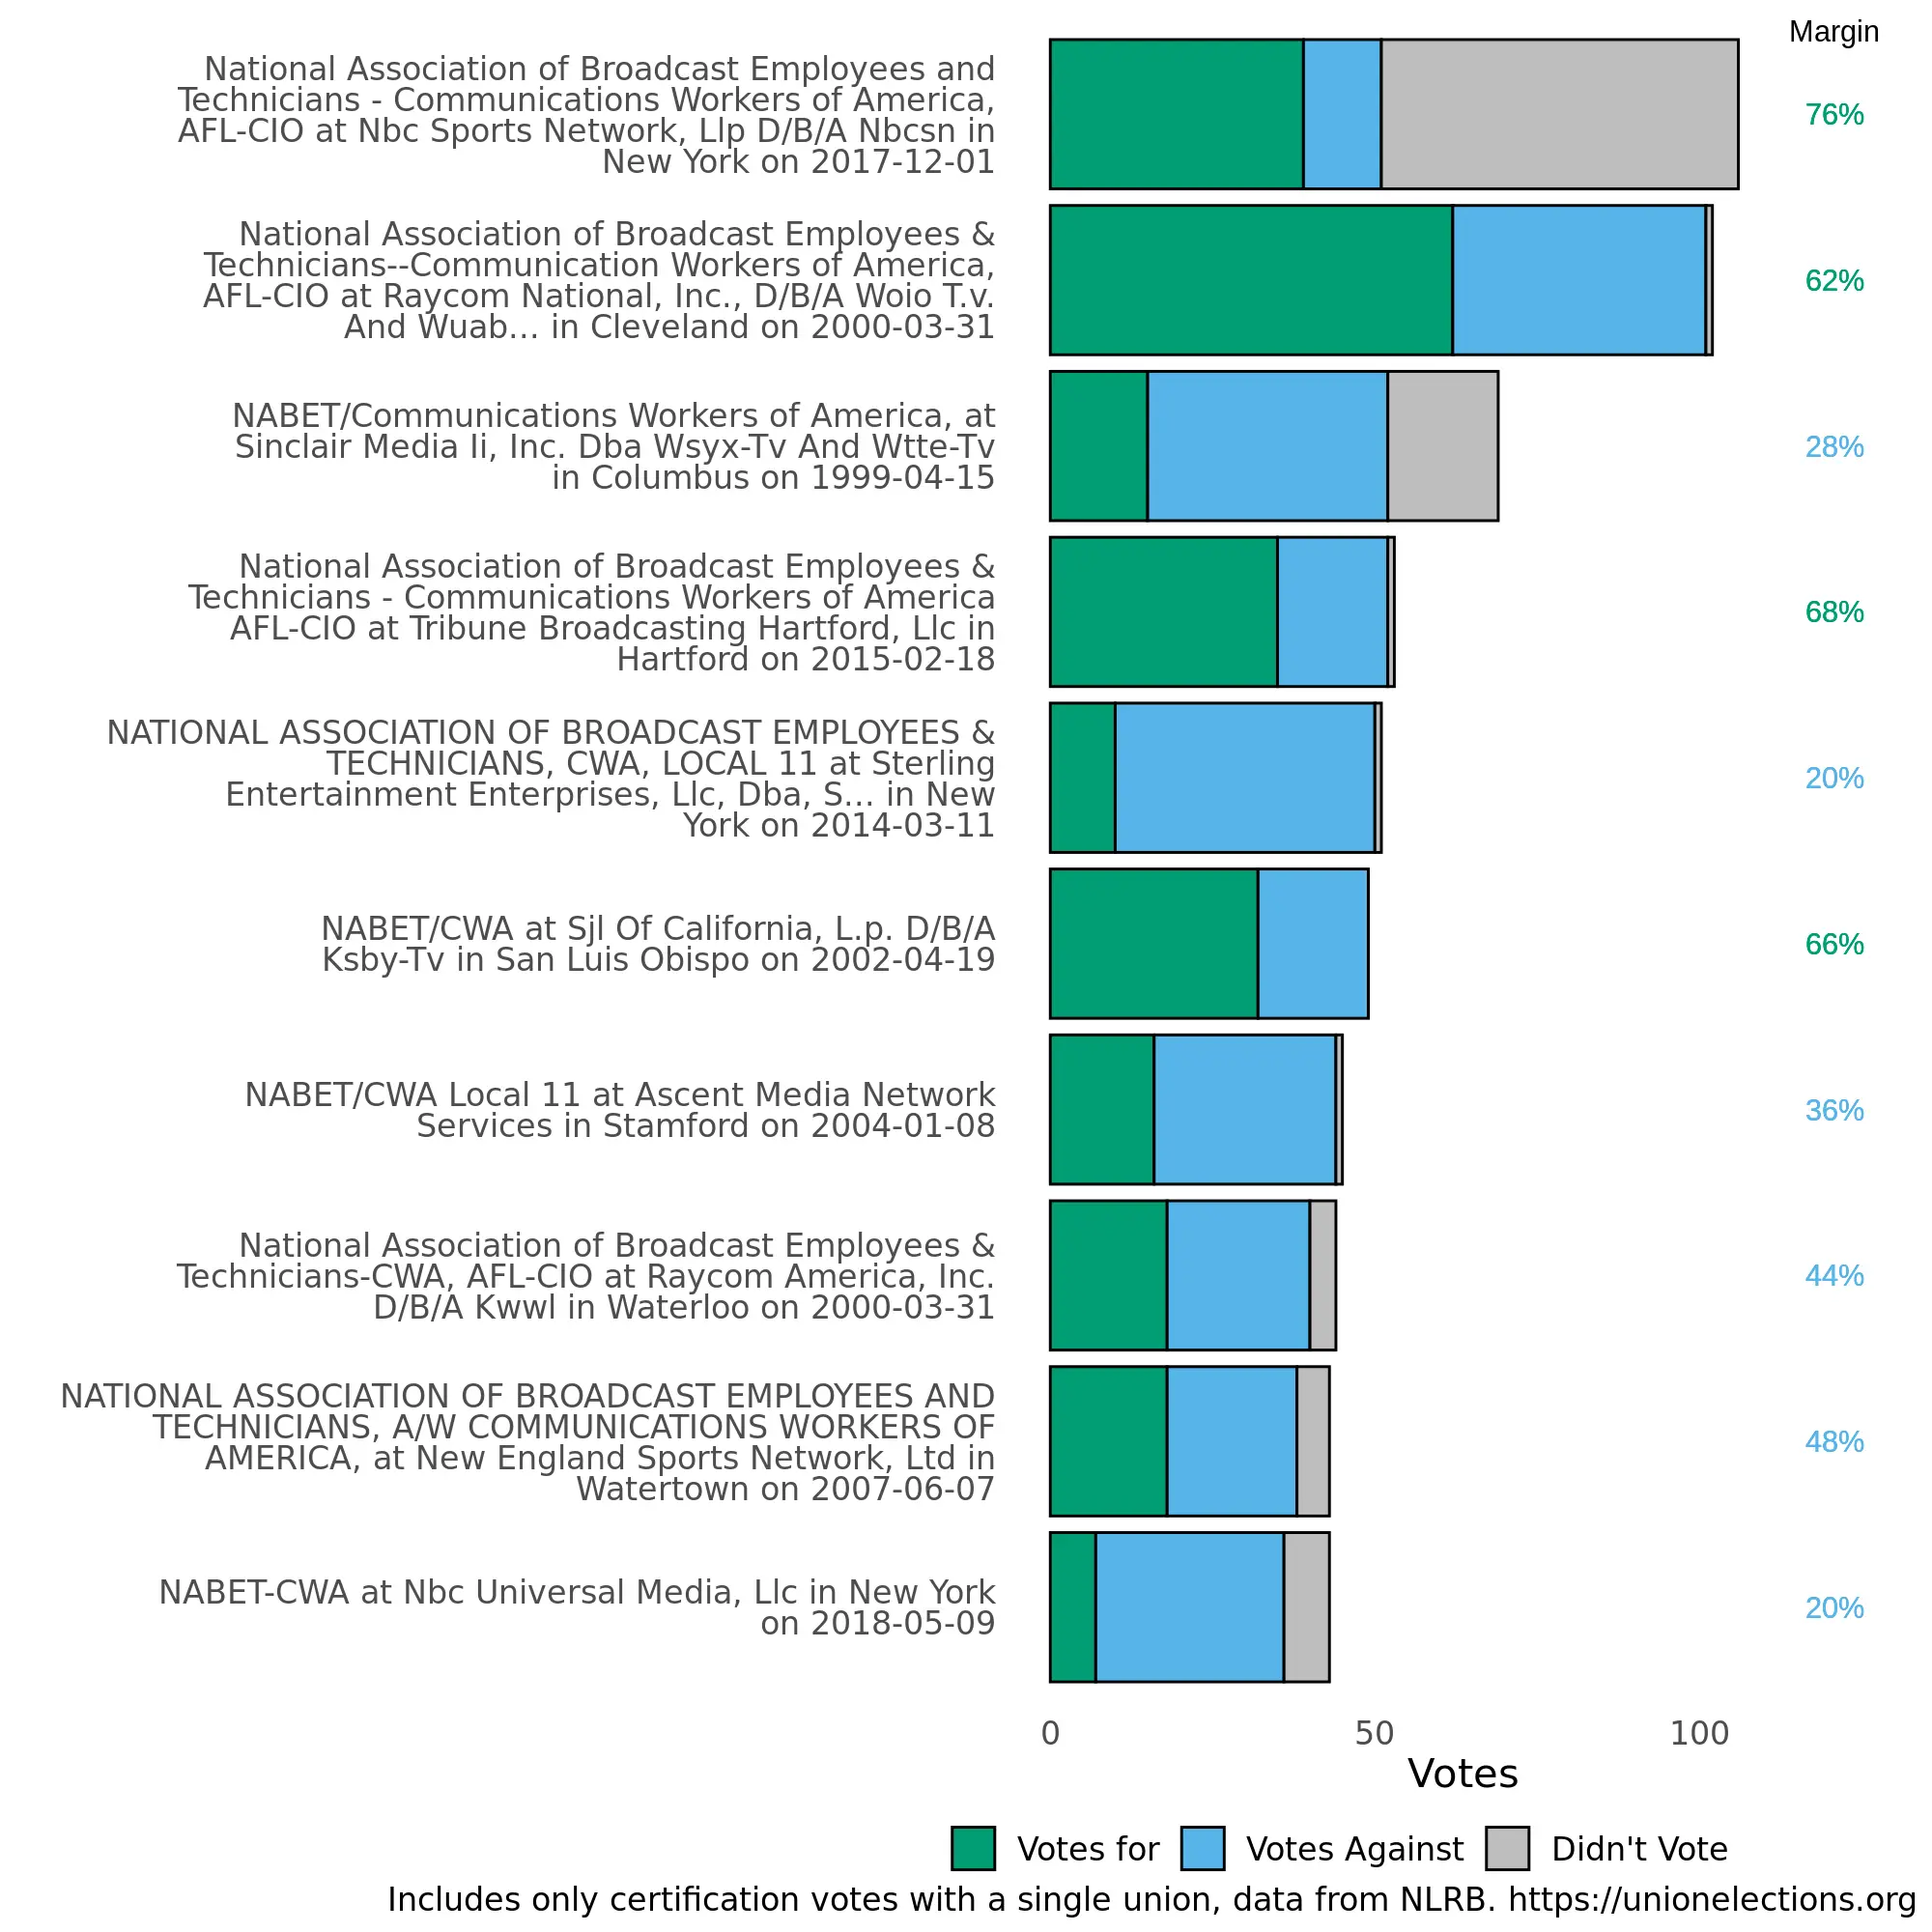 Margin
National Association of Broadcast Employees and
Technicians - Communications Workers of America,
AFL-CIO at Nbc Sports Network, Llp D/B/A Nbcsn in
New York on 2017-12-01
76%
National Association of Broadcast Employees &
Technicians--Communication Workers of America,
AFL-CIO at Raycom National, Inc., D/B/A Woio T.v.
And Wuab... in Cleveland on 2000-03-31
62%
NABET/Communications Workers of America, at
Sinclair Media Ii, Inc. Dba Wsyx-Tv And Wtte-Tv
in Columbus on 1999-04-15
28%
National Association of Broadcast Employees &
Technicians - Communications Workers of America
AFL-CIO at Tribune Broadcasting Hartford, Llc in
Hartford on 2015-02-18
68%
NATIONAL ASSOCIATION OF BROADCAST EMPLOYEES &
TECHNICIANS, CWA, LOCAL 11 at Sterling
Entertainment Enterprises, Llc, Dba, S... in New
York on 2014-03-11
20%
NABET/CWA at Sjl Of California, L.p. D/B/A
Ksby-Tv in San Luis Obispo on 2002-04-19
66%
NABET/CWA Local 11 at Ascent Media Network
Services in Stamford on 2004-01-08
36%
National Association of Broadcast Employees &
Technicians-CWA, AFL-CIO at Raycom America, Inc.
D/B/A Kwwl in Waterloo on 2000-03-31
44%
NATIONAL ASSOCIATION OF BROADCAST EMPLOYEES AND
TECHNICIANS, A/W COMMUNICATIONS WORKERS OF
AMERICA, at New England Sports Network, Ltd in
Watertown on 2007-06-07
48%
NABET-CWA at Nbc Universal Media, Llc in New York
on 2018-05-09
20%
0 50 100
Votes
Votes for Votes Against Didn't Vote
Includes only certification votes with a single union, data from NLRB. https://unionelections.org